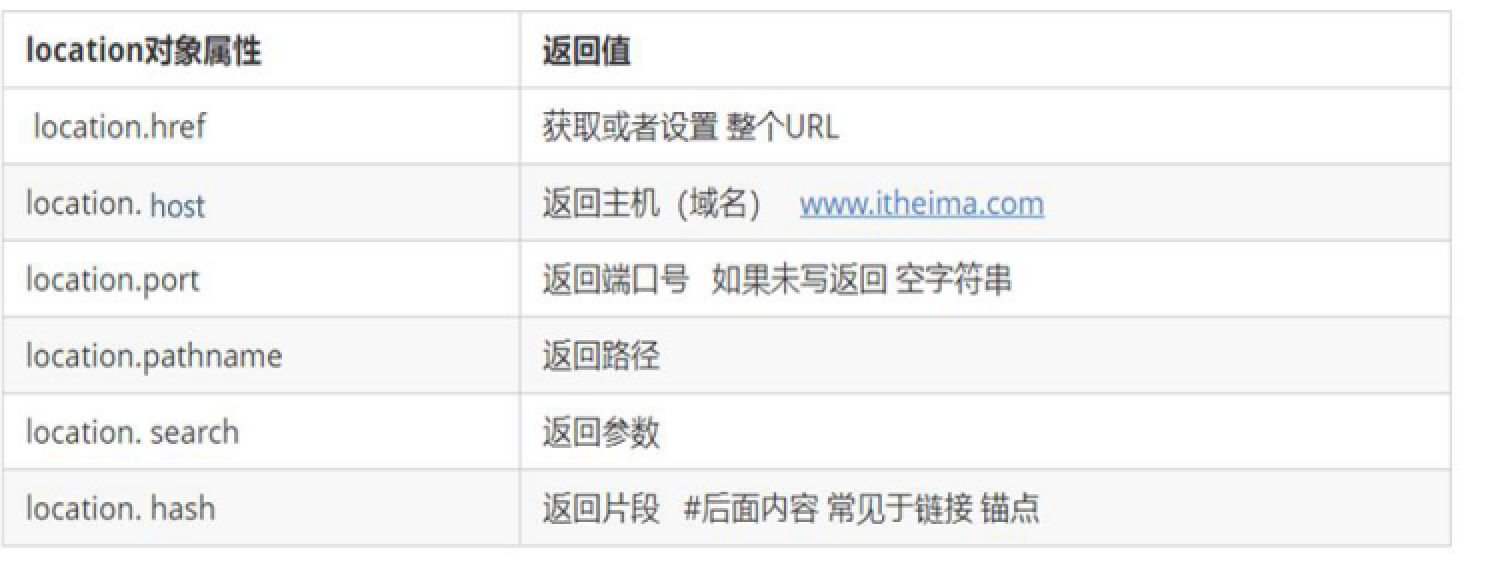 location对象属性 返回值
location.href 获取或者设置 整个URL
location. host 返回主机（域名） www.itheima.com
location.port 返回端口号 如果未写返回 空字符串
location.pathname 返回路径
location. search 返回参数
location. hash 返回片段 #后面内容 常见于链接 锚点